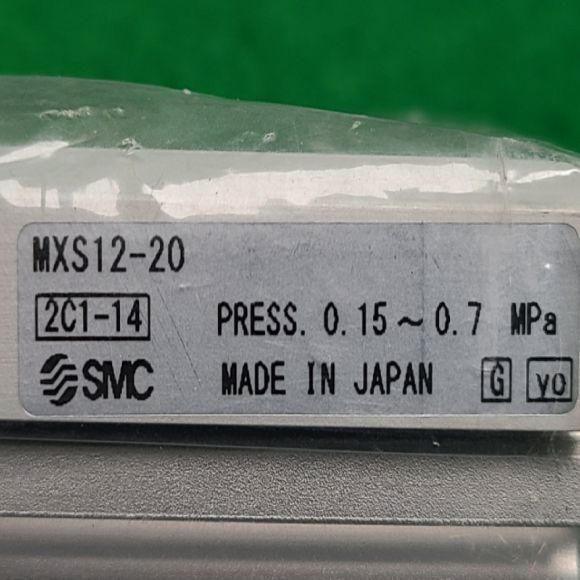 MXS12-20
2C1-14 PRESS. 0.15～0.7 MPa
SMC MADE IN JAPAN G yo